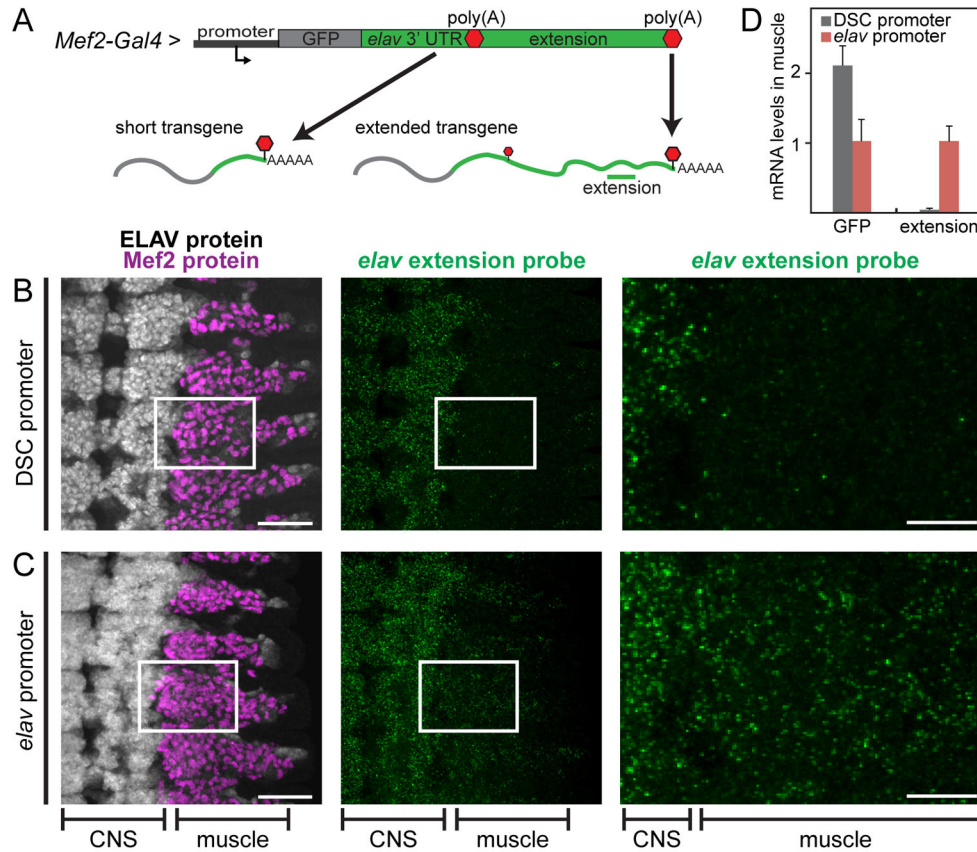 A
Mef2-Gal4 >
promoter
GFP
elav 3' UTR
poly(A)
extension
poly(A)
short transgene
AAAAA
extended transgene
AAAAA
extension
D
mRNA levels in muscle
2
1
DSC promoter
elav promoter
GFP
extension
ELAV protein
Mef2 protein
elav extension probe
elav extension probe
B
DSC promoter
C
elav promoter
CNS
muscle
CNS
muscle
CNS
muscle